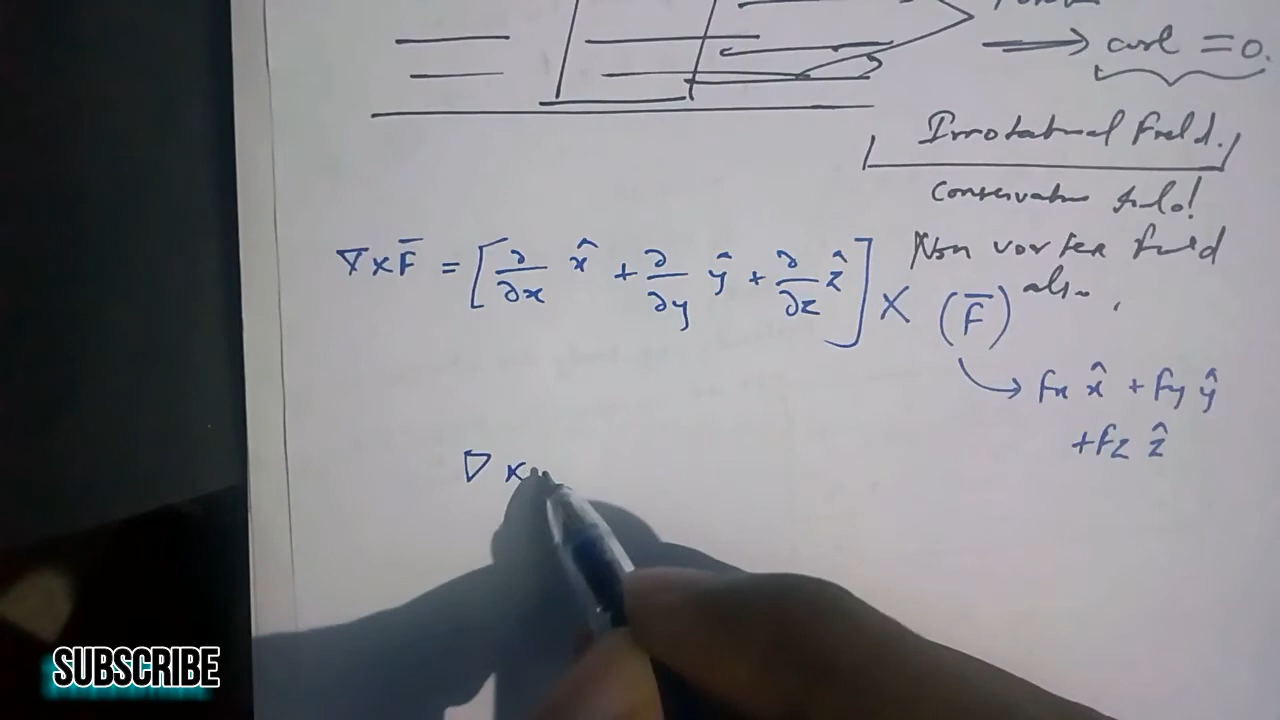 ⟹ curl = 0.
Irrotational Field.
Conservative field!
Non vortex field
also,
∇×F̄ = [∂/∂x x̂ + ∂/∂y ŷ + ∂/∂z ẑ] × (F̄)
Fx x̂ + Fy ŷ
+ Fz ẑ
∇ ×
SUBSCRIBE